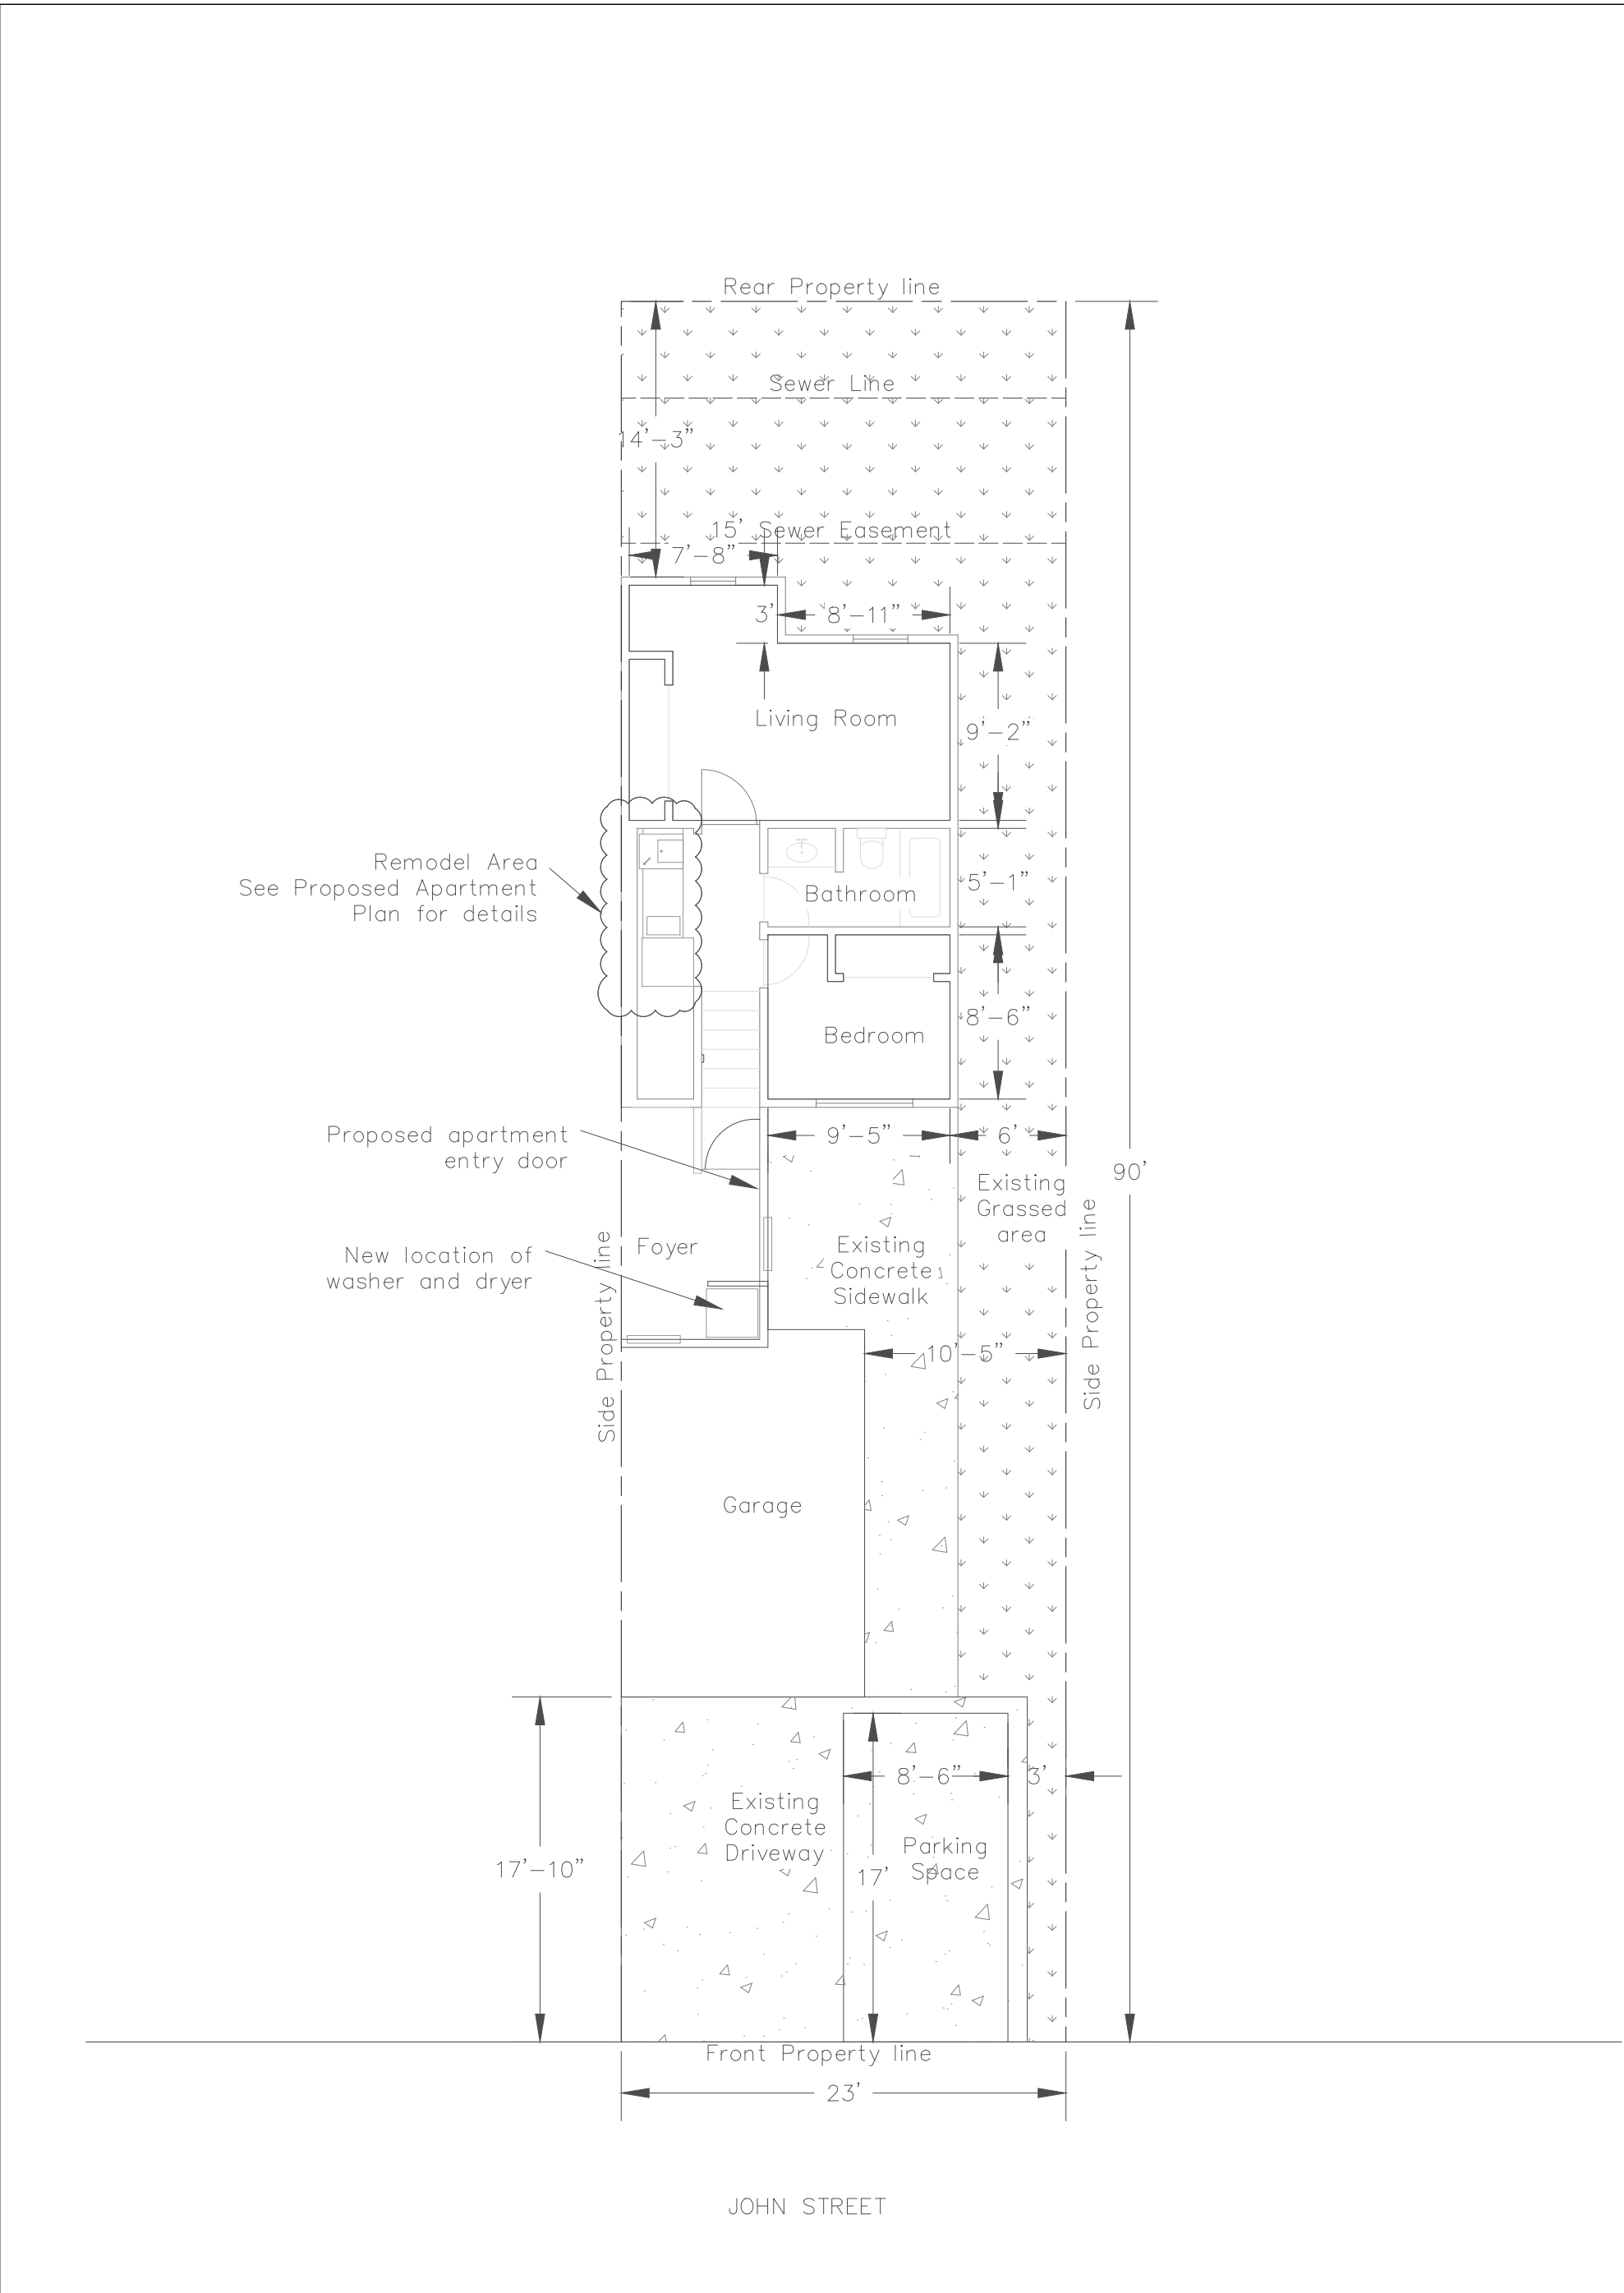 Rear Property line
Sewer Line
14'-3"
15' Sewer Easement
7'-8"
3'
8'-11"
Living Room
9'-2"
Remodel Area
See Proposed Apartment
Plan for details
Bathroom
5'-1"
8'-6"
Bedroom
Proposed apartment
entry door
9'-5"
6'
90'
Existing
Grassed
area
Side Property line
Foyer
New location of
washer and dryer
Existing
Concrete
Sidewalk
Side Property line
10'-5"
Garage
8'-6"
3'
Existing
Concrete
Driveway
Parking
Space
17'-10"
17'
Front Property line
23'
JOHN STREET